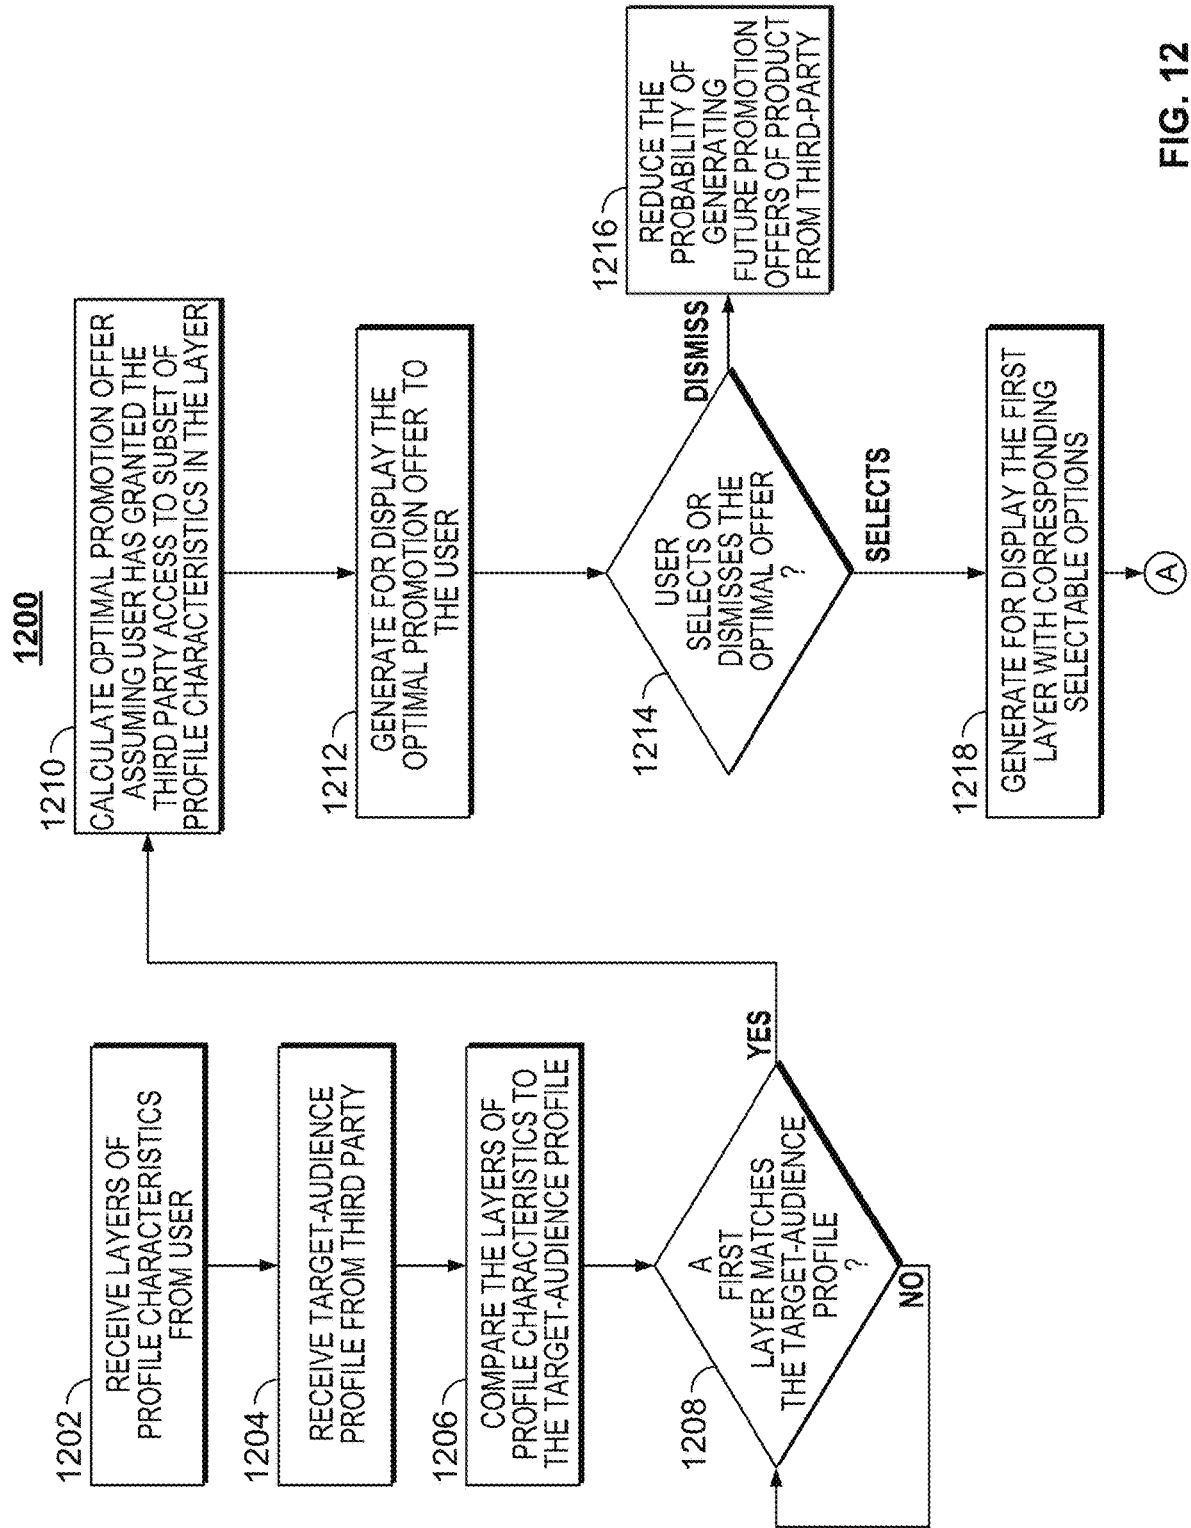 1200
1202
RECEIVE LAYERS OF
PROFILE CHARACTERISTICS
FROM USER
1204
RECEIVE TARGET-AUDIENCE
PROFILE FROM THIRD PARTY
1206
COMPARE THE LAYERS OF
PROFILE CHARACTERISTICS TO
THE TARGET-AUDIENCE PROFILE
1208
A
FIRST
LAYER MATCHES
THE TARGET-AUDIENCE
PROFILE
?
YES
NO
1210
CALCULATE OPTIMAL PROMOTION OFFER
ASSUMING USER HAS GRANTED THE
THIRD PARTY ACCESS TO SUBSET OF
PROFILE CHARACTERISTICS IN THE LAYER
1212
GENERATE FOR DISPLAY THE
OPTIMAL PROMOTION OFFER TO
THE USER
1214
USER
SELECTS OR
DISMISSES THE
OPTIMAL OFFER
?
DISMISS
SELECTS
1216
REDUCE THE
PROBABILITY OF
GENERATING
FUTURE PROMOTION
OFFERS OF PRODUCT
FROM THIRD-PARTY
1218
GENERATE FOR DISPLAY THE FIRST
LAYER WITH CORRESPONDING
SELECTABLE OPTIONS
A
FIG. 12